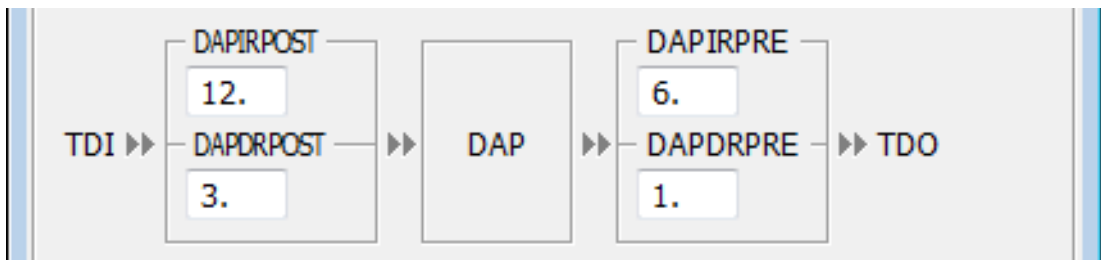 DAPIRPOST
DAPIRPRE
12.
6.
TDI
DAPDRPOST
DAP
DAPDRPRE
TDO
3.
1.